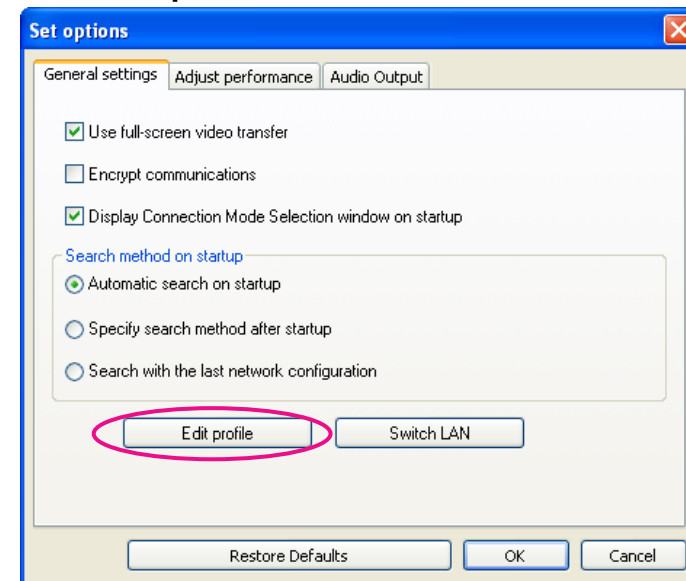 Set options
General settings Adjust performance Audio Output
Use full-screen video transfer
Encrypt communications
Display Connection Mode Selection window on startup
Search method on startup
Automatic search on startup
Specify search method after startup
Search with the last network configuration
Edit profile Switch LAN
Restore Defaults OK Cancel